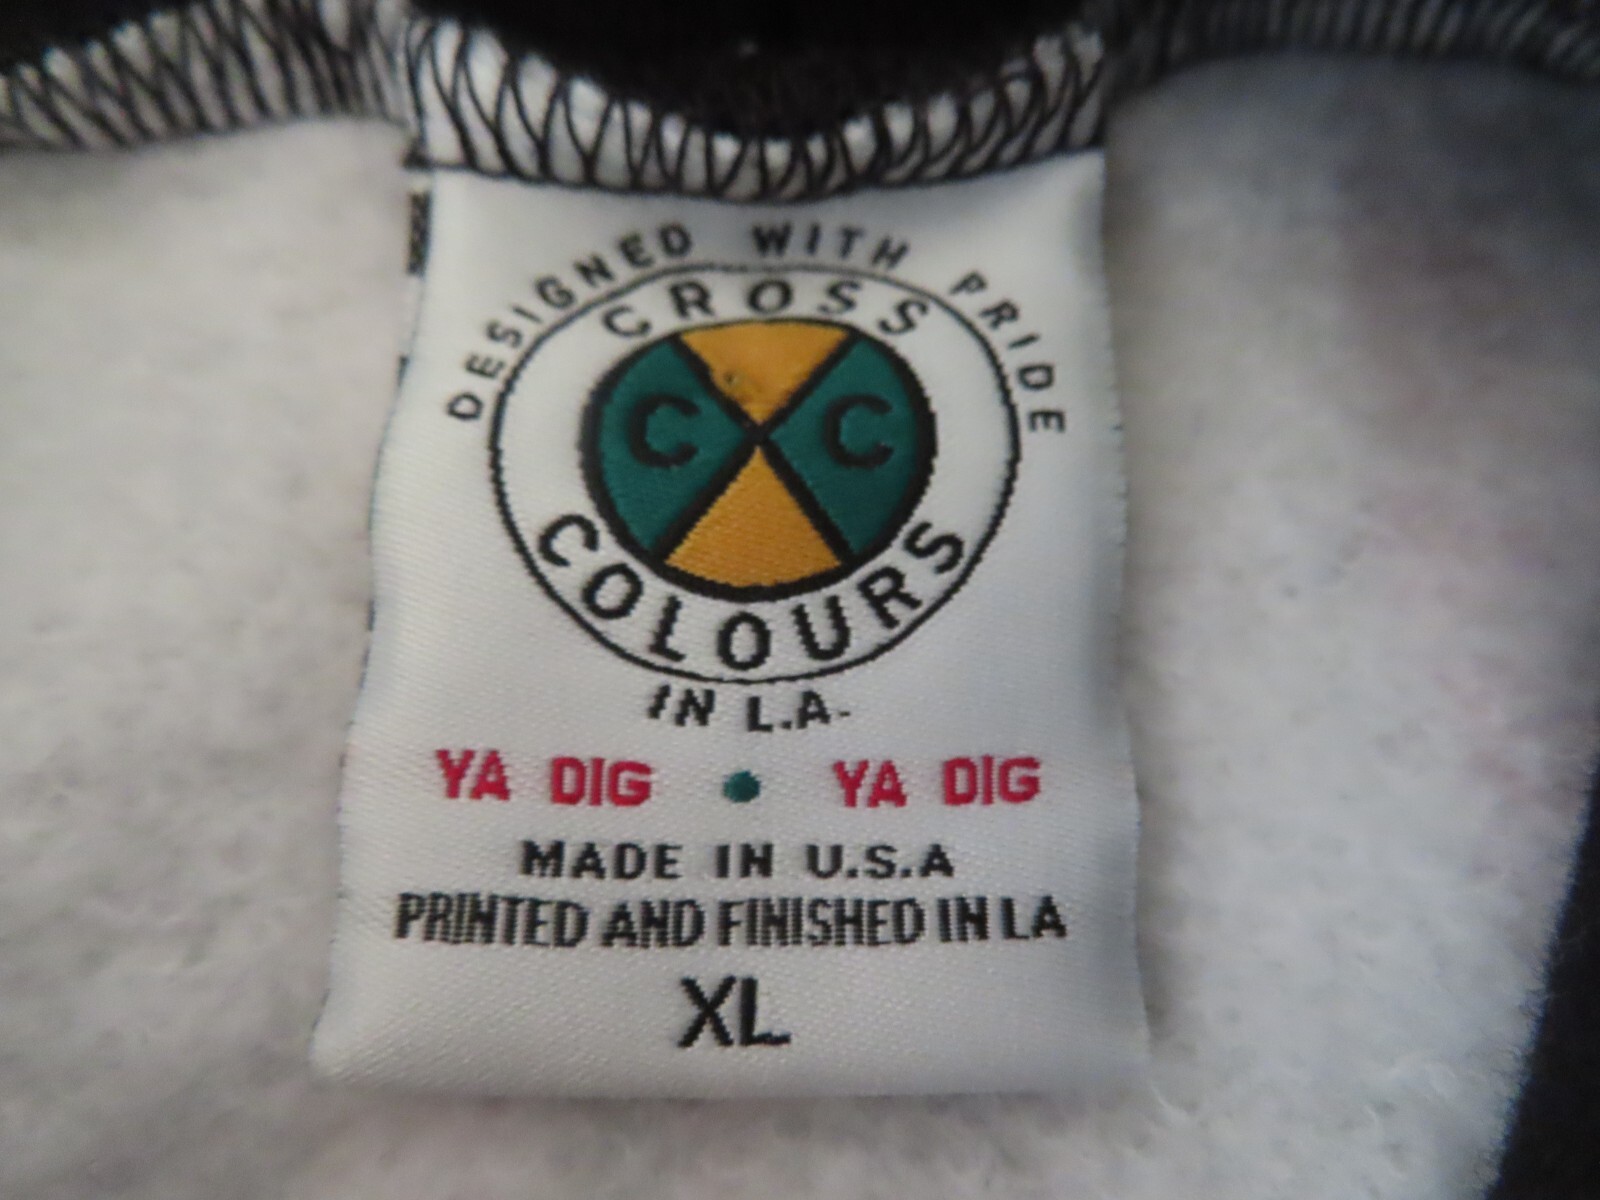 DESIGNED WITH PRIDE
CROSS
C C
COLOURS
IN L.A.
YA DIG • YA DIG
MADE IN U.S.A
PRINTED AND FINISHED IN LA
XL